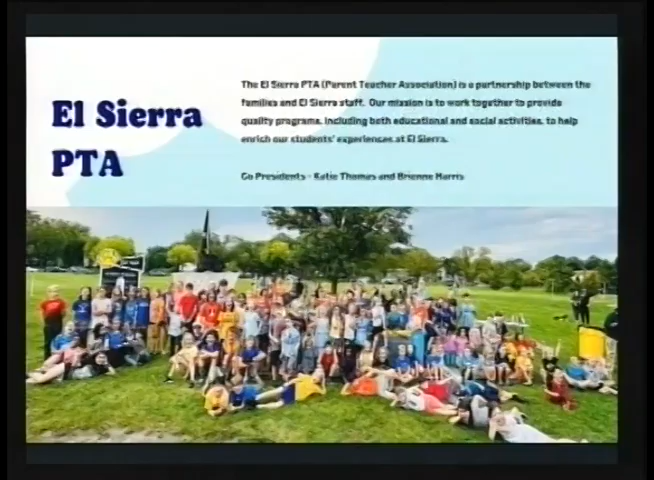 El Sierra
PTA
The El Sierra PTA (Parent Teacher Association) is a partnership between the
families and El Sierra staff. Our mission is to work together to provide
quality programs, including both educational and social activities, to help
enrich our students' experiences at El Sierra.
Co Presidents - Katie Thomas and Brienne Harris